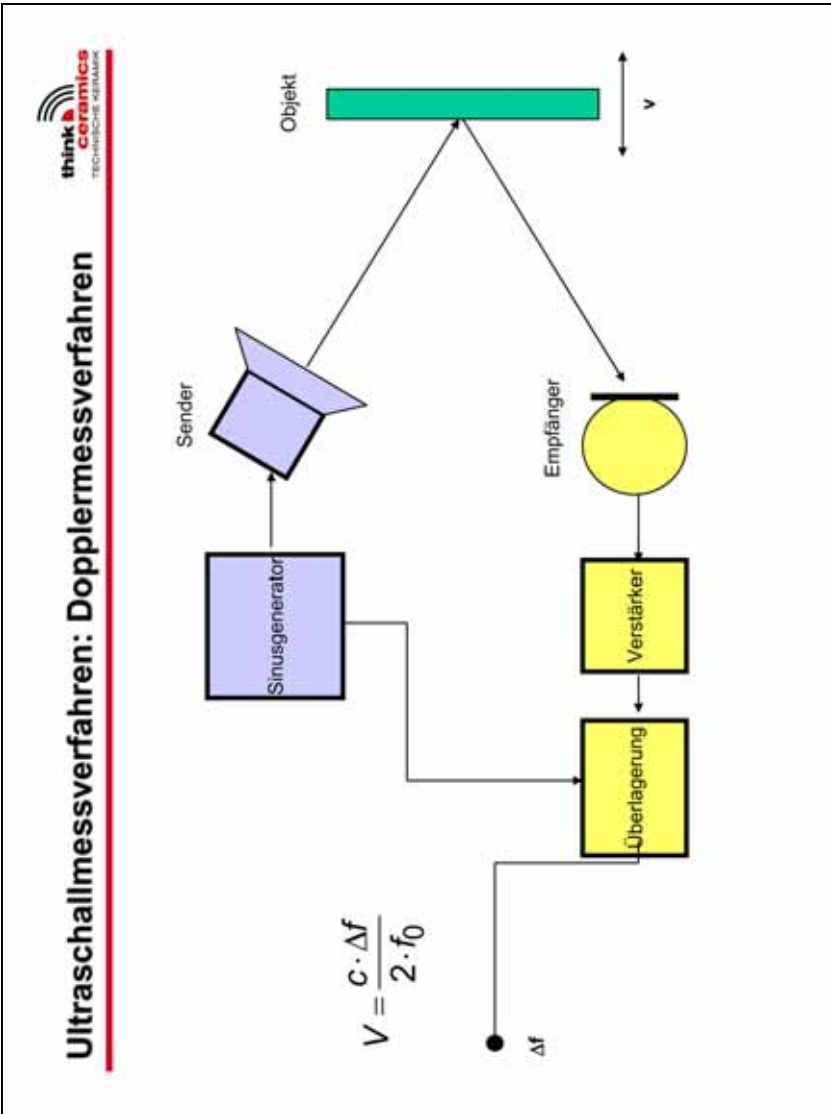 Ultraschallmessverfahren: Dopplermessverfahren
think
ceramics
TECHNISCHE KERAMIK
Sender
Objekt
Sinusgenerator
v
Empfänger
V = c · Δf / 2 · f₀
Überlagerung
Verstärker
Δf